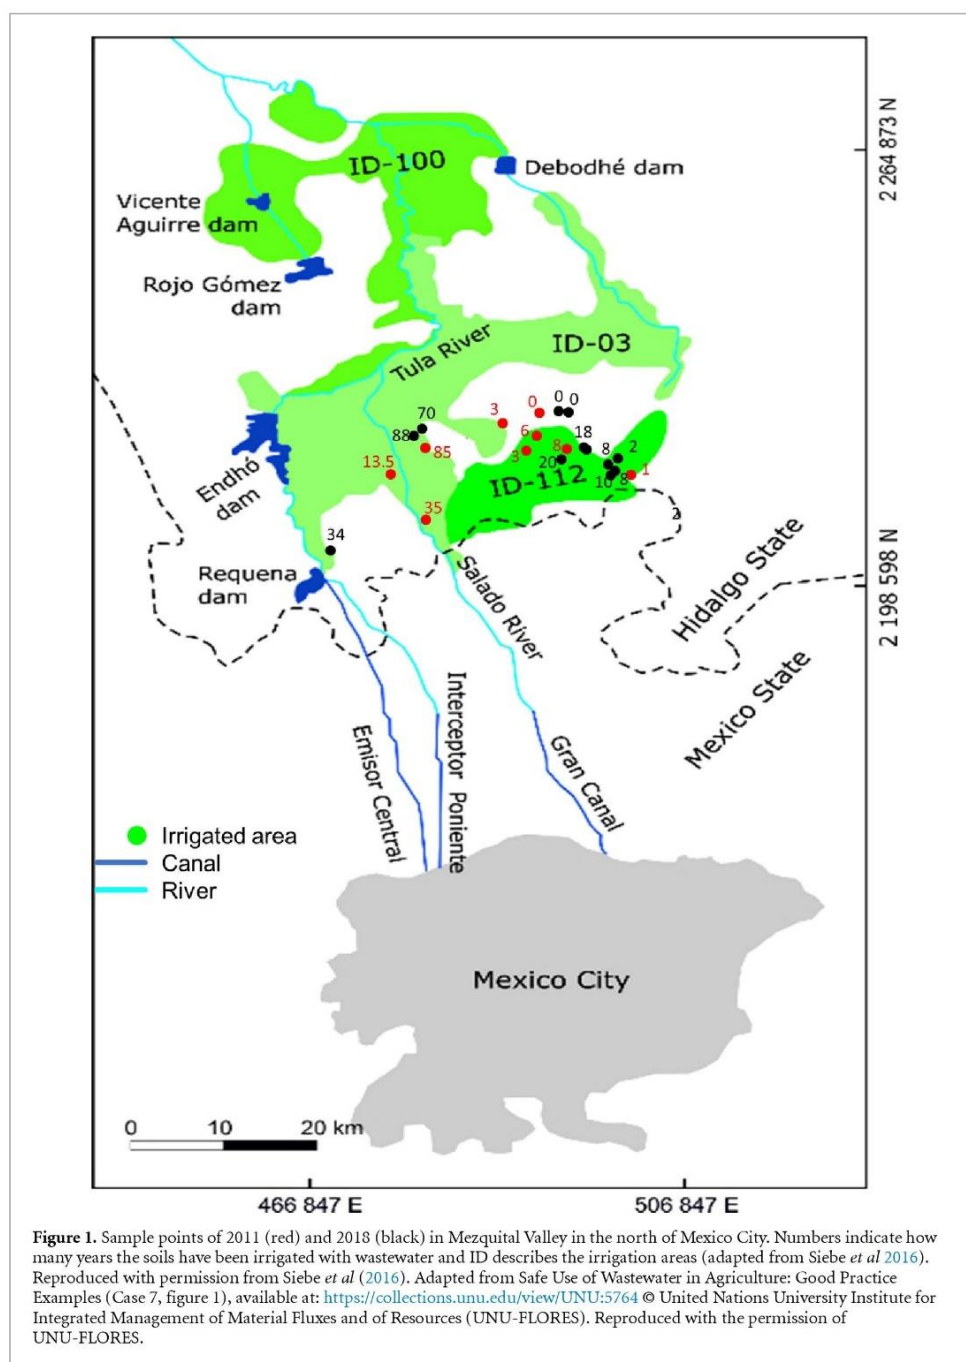 2 264 873 N
ID-100
Debodhé dam
Vicente
Aguirre dam
Rojo Gómez
dam
Tula River
ID-03
0
0
0
3
70
88
6
18
85
3
8
8
2
13.5
20
ID-112
10
8
1
Endhó
dam
35
2
34
Requena
dam
Salado River
Hidalgo State
2 198 598 N
Mexico State
Interceptor Poniente
Emisor Central
Gran Canal
Irrigated area
Canal
River
Mexico City
0 10 20 km
466 847 E 506 847 E
Figure 1. Sample points of 2011 (red) and 2018 (black) in Mezquital Valley in the north of Mexico City. Numbers indicate how
many years the soils have been irrigated with wastewater and ID describes the irrigation areas (adapted from Siebe et al 2016).
Reproduced with permission from Siebe et al (2016). Adapted from Safe Use of Wastewater in Agriculture: Good Practice
Examples (Case 7, figure 1), available at: https://collections.unu.edu/view/UNU:5764 © United Nations University Institute for
Integrated Management of Material Fluxes and of Resources (UNU-FLORES). Reproduced with the permission of
UNU-FLORES.